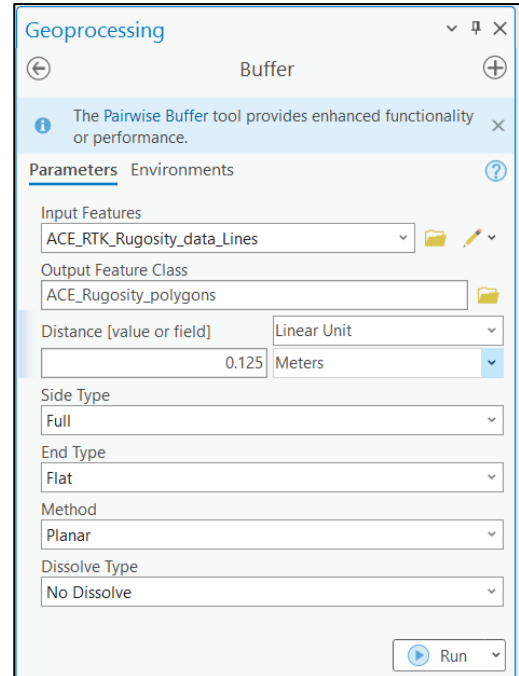 Geoprocessing
Buffer
The Pairwise Buffer tool provides enhanced functionality
or performance.
Parameters Environments
Input Features
ACE_RTK_Rugosity_data_Lines
Output Feature Class
ACE_Rugosity_polygons
Distance [value or field] Linear Unit
0.125 Meters
Side Type
Full
End Type
Flat
Method
Planar
Dissolve Type
No Dissolve
Run